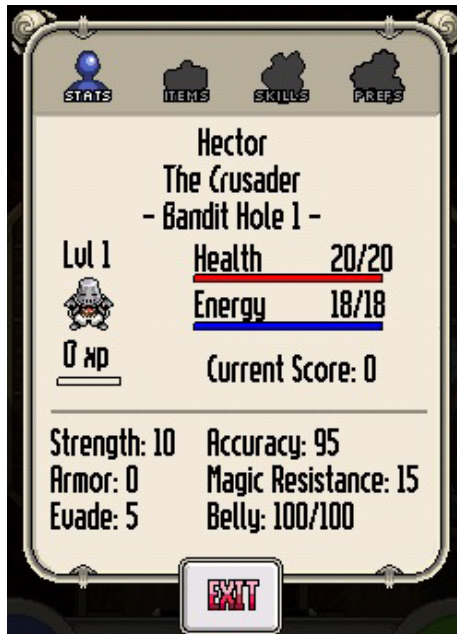 STATS ITEMS SKILLS PREFS
Hector
The Crusader
- Bandit Hole 1 -
Lvl 1
Health 20/20
Energy 18/18
0 xp
Current Score: 0
Strength: 10 Accuracy: 95
Armor: 0 Magic Resistance: 15
Evade: 5 Belly: 100/100
EXIT